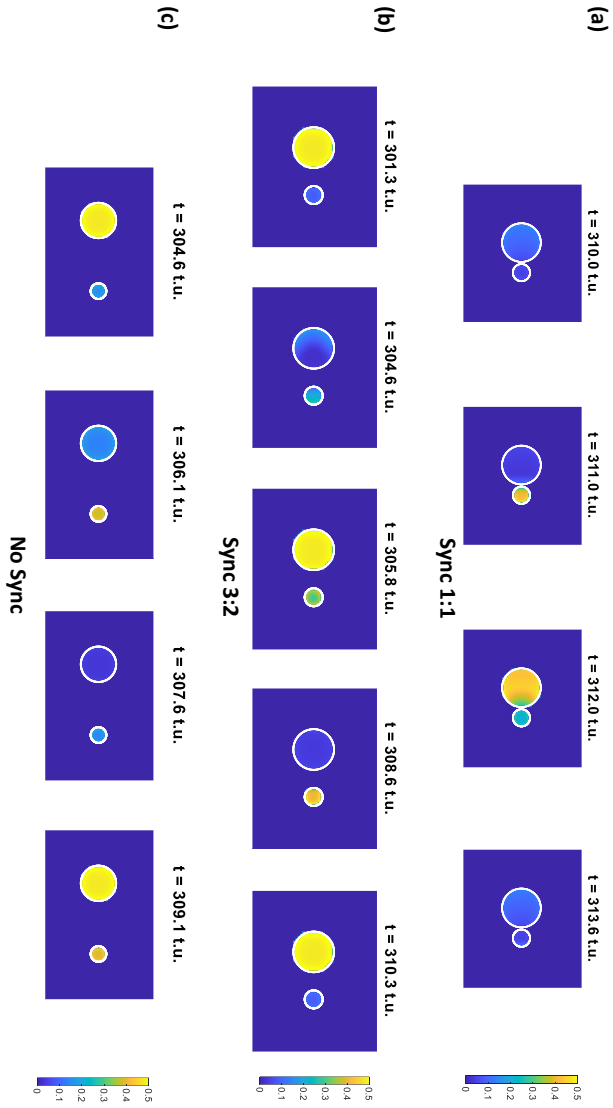 (a)
t = 310.0 t.u.
t = 311.0 t.u.
t = 312.0 t.u.
t = 313.6 t.u.
0 0.1 0.2 0.3 0.4 0.5
Sync 1:1
(b)
t = 301.3 t.u.
t = 304.6 t.u.
t = 305.8 t.u.
t = 308.6 t.u.
t = 310.3 t.u.
0 0.1 0.2 0.3 0.4 0.5
Sync 3:2
(c)
t = 304.6 t.u.
t = 306.1 t.u.
t = 307.6 t.u.
t = 309.1 t.u.
0 0.1 0.2 0.3 0.4 0.5
No Sync